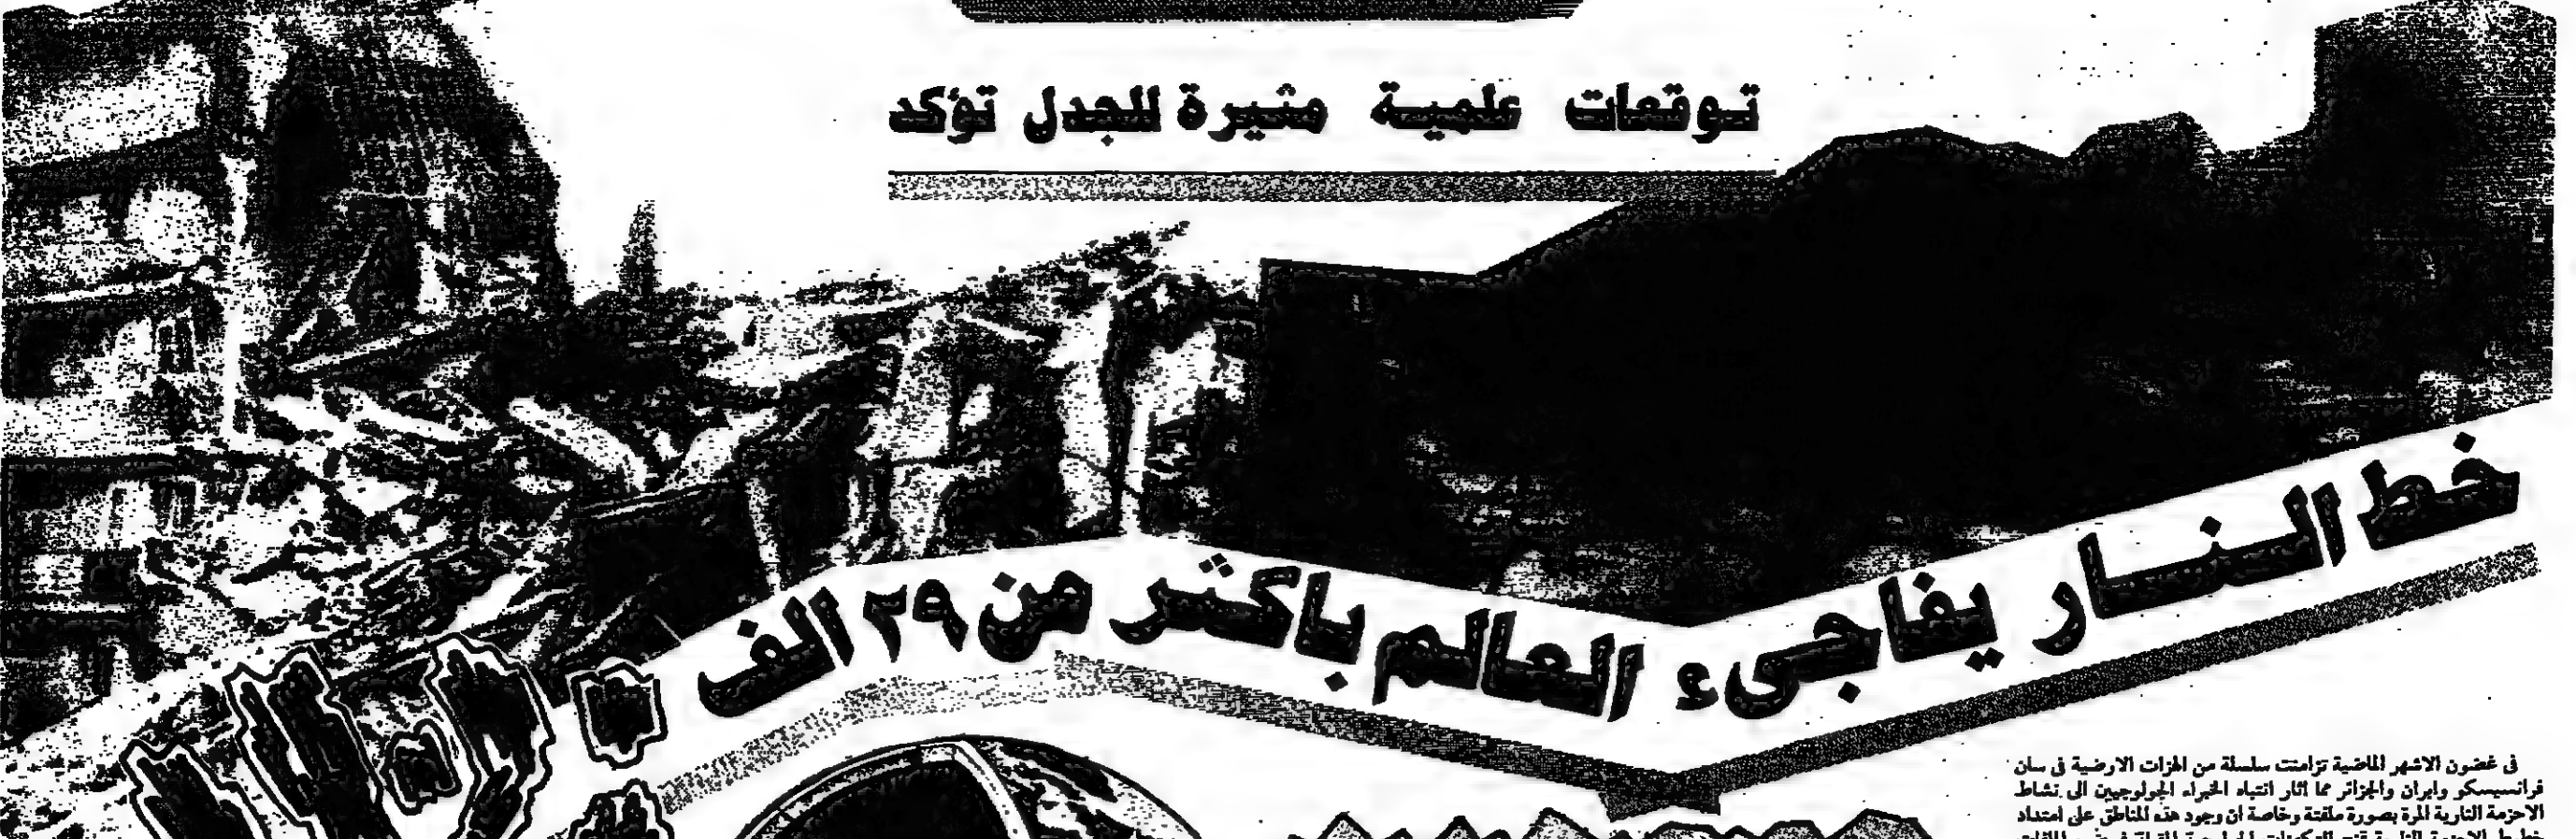 توقعات علمية مثيرة للجدل تؤكد
خط النار يفاجىء العالم باكثر من ٢٩ الف
فى غضون الاشهر الماضية تزامنت سلسلة من الهزات الارضية فى سان
فرانسيسكو وايران والجزائر مما اثار انتباه الخبراء الجولوجيين الى نشاط
الاحزمة النارية المرة بصورة ملفتة وخاصة ان وجود هذه المناطق على امتداد